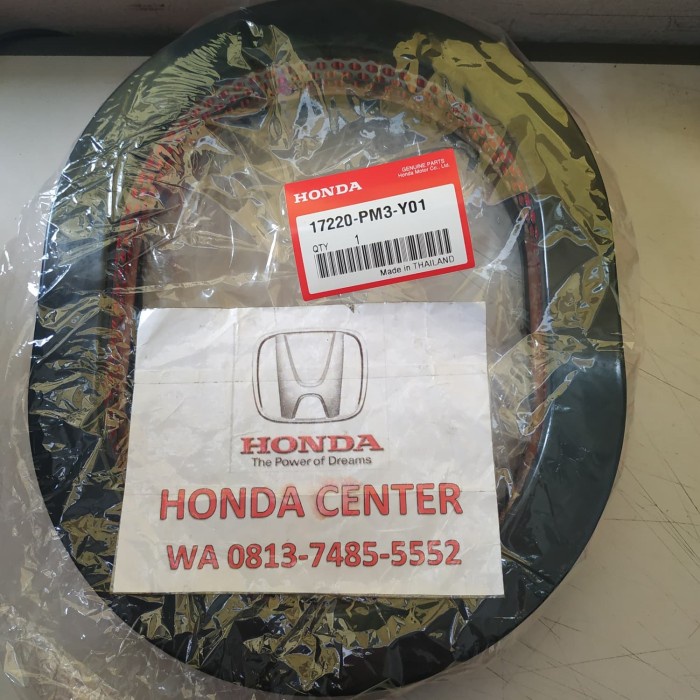 HONDA
GENUINE PARTS
Honda Motor Co., Ltd.
17220-PM3-Y01
QTY 1
Made in THAILAND
HONDA
The Power of Dreams
HONDA CENTER
WA 0813-7485-5552